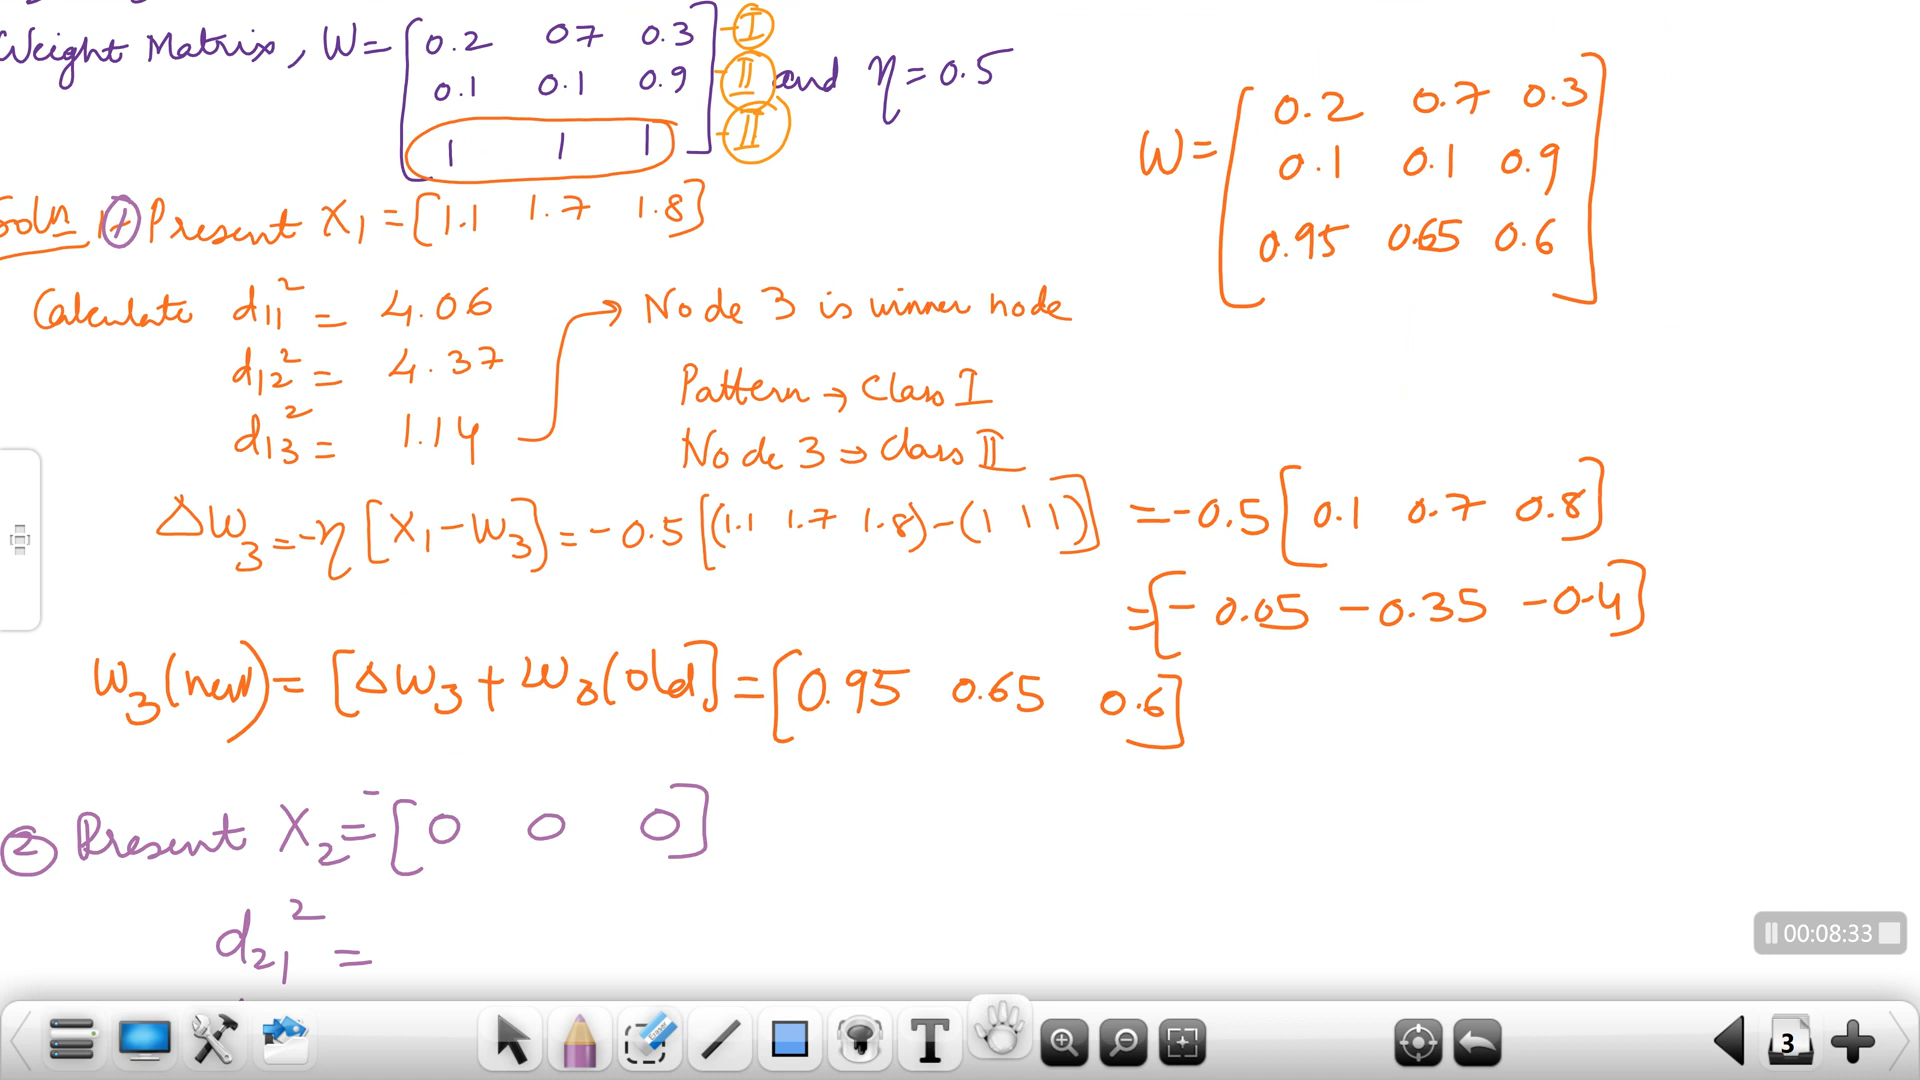 Weight Matrix, W = [0.2 07 0.3 - I
0.1 0.1 0.9 - II and η = 0.5
1 1 1] - II
W = [0.2 0.7 0.3
0.1 0.1 0.9
0.95 0.65 0.6]
Soln 1 Present X₁ = [1.1 1.7 1.8]
Calculate d₁₁² = 4.06 → Node 3 is winner node
d₁₂² = 4.37 Pattern → Class I
d₁₃² = 1.14 Node 3 ⇒ Class II
ΔW₃ = -η [X₁ - W₃] = -0.5 [(1.1 1.7 1.8) - (1 1 1)] = -0.5 [0.1 0.7 0.8]
= [-0.05 -0.35 -0.4]
W₃(new) = [ΔW₃ + W₃(old] = [0.95 0.65 0.6]
② Present X₂ = [0 0 0]
d₂₁² =
00:08:33
Eraser
T
3